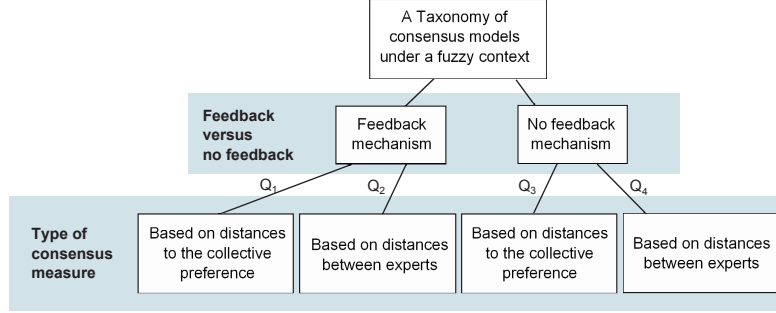 A Taxonomy of
consensus models
under a fuzzy context
Feedback
versus
no feedback
Feedback
mechanism
No feedback
mechanism
Q1
Q2
Q3
Q4
Type of
consensus
measure
Based on distances
to the collective
preference
Based on distances
between experts
Based on distances
to the collective
preference
Based on distances
between experts